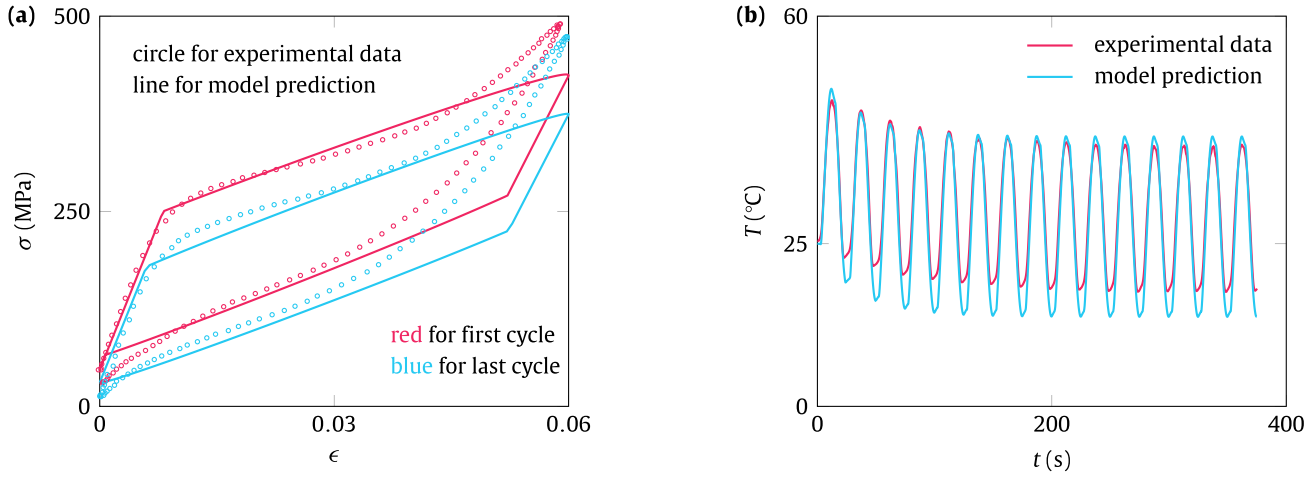 (a)
500
circle for experimental data
line for model prediction
σ (MPa)
250
red for first cycle
blue for last cycle
0
0
0.03
0.06
ϵ
(b)
60
experimental data
model prediction
T (°C)
25
0
0
200
400
t (s)